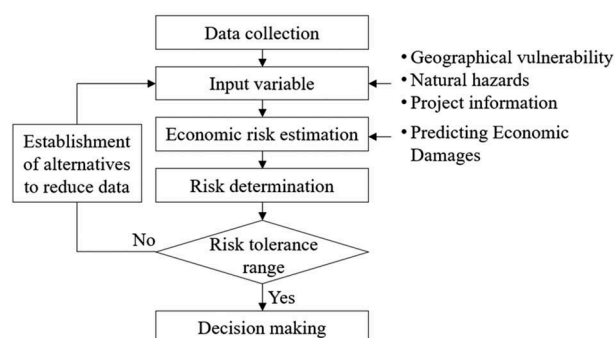 Data collection
Input variable
• Geographical vulnerability
• Natural hazards
• Project information
Economic risk estimation
• Predicting Economic
Damages
Establishment
of alternatives
to reduce data
Risk determination
No
Risk tolerance
range
Yes
Decision making